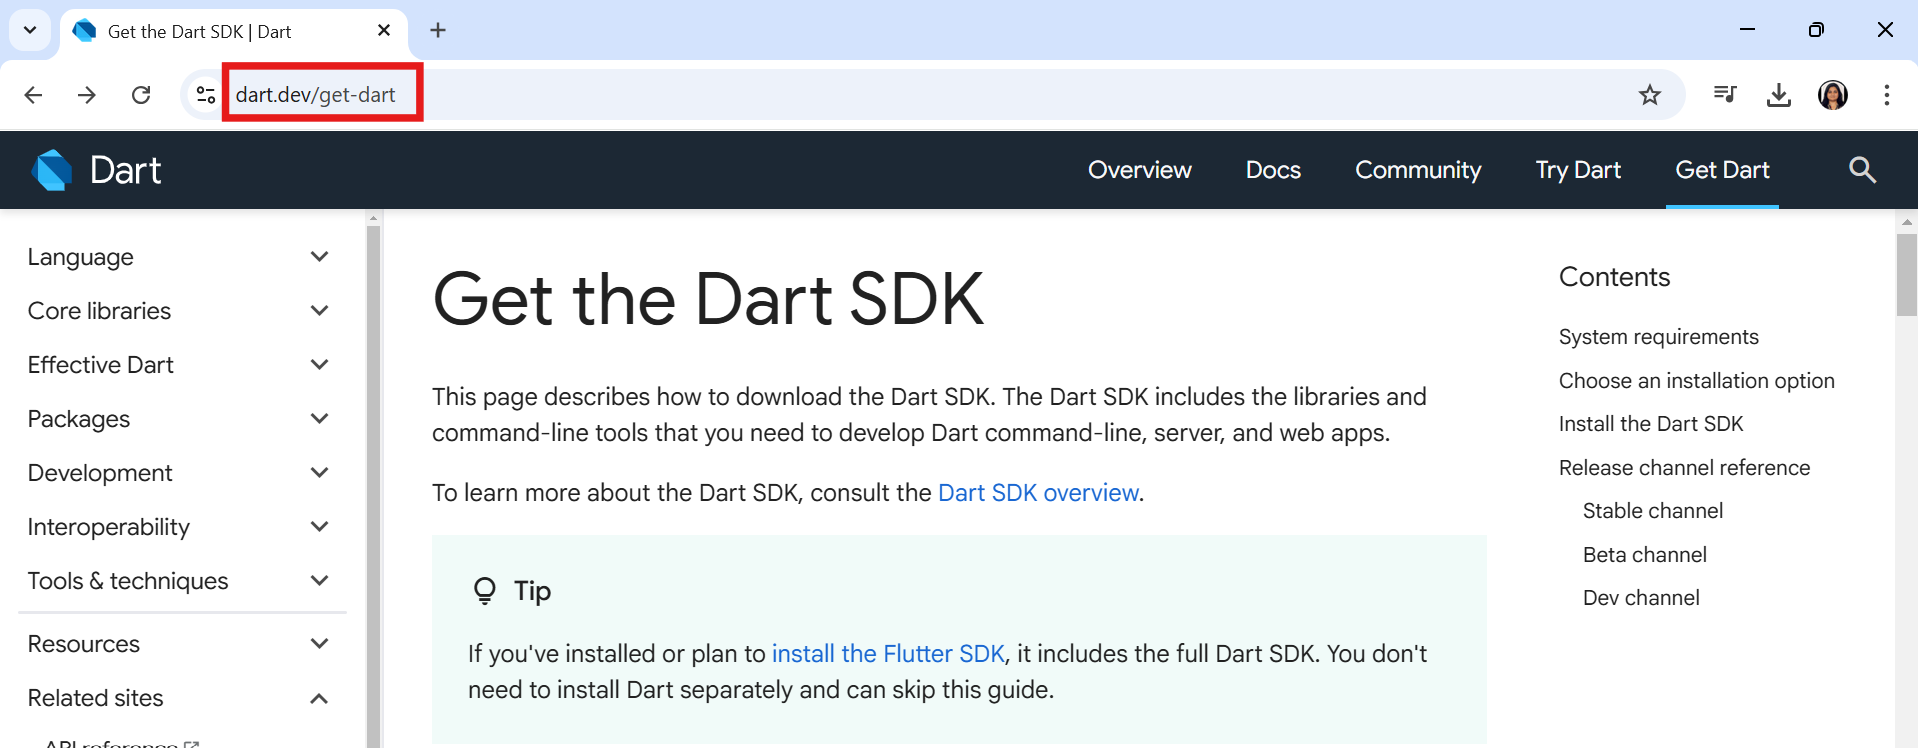 Get the Dart SDK | Dart
dart.dev/get-dart
Dart
Overview
Docs
Community
Try Dart
Get Dart
Language
Core libraries
Effective Dart
Packages
Development
Interoperability
Tools & techniques
Resources
Related sites
API reference
Get the Dart SDK
This page describes how to download the Dart SDK. The Dart SDK includes the libraries and
command-line tools that you need to develop Dart command-line, server, and web apps.
To learn more about the Dart SDK, consult the Dart SDK overview.
Tip
If you've installed or plan to install the Flutter SDK, it includes the full Dart SDK. You don't
need to install Dart separately and can skip this guide.
Contents
System requirements
Choose an installation option
Install the Dart SDK
Release channel reference
Stable channel
Beta channel
Dev channel